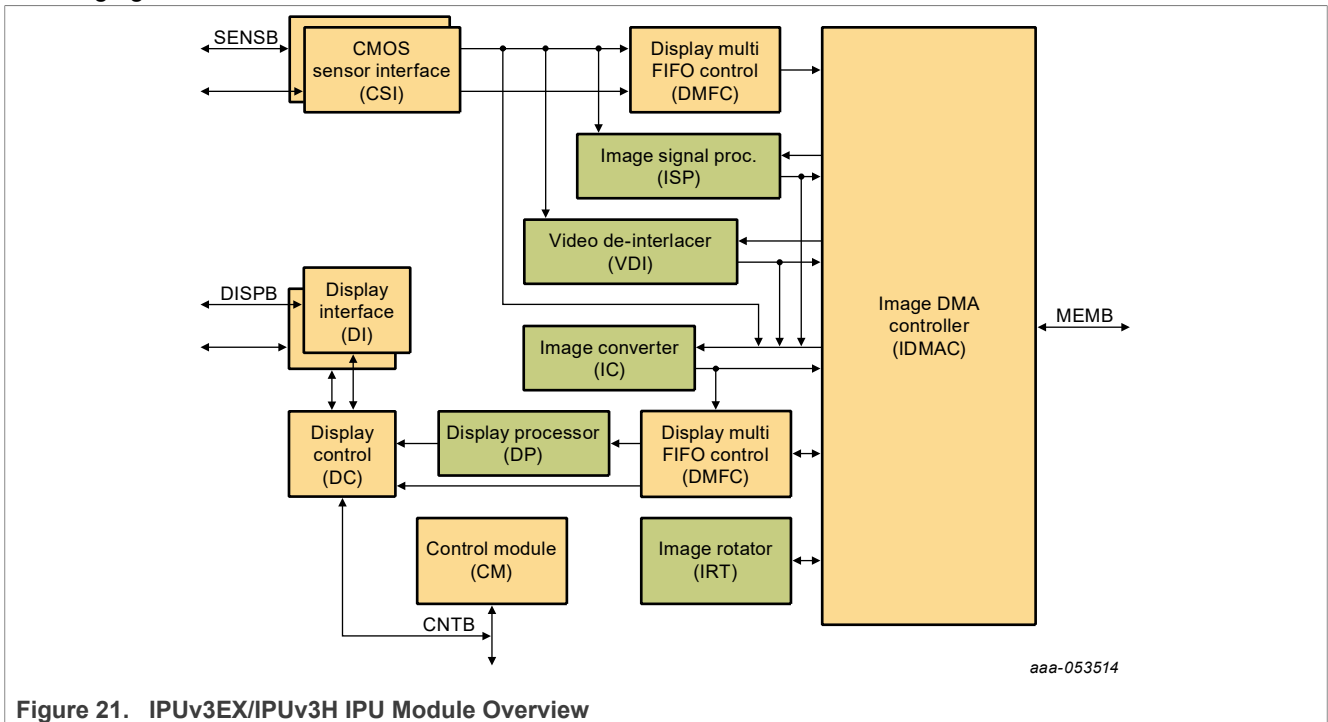 SENSB
CMOS
sensor interface
(CSI)
Display multi
FIFO control
(DMFC)
Image signal proc.
(ISP)
Video de-interlacer
(VDI)
DISPB
Display
interface
(DI)
Image DMA
controller
(IDMAC)
MEMB
Image converter
(IC)
Display
control
(DC)
Display processor
(DP)
Display multi
FIFO control
(DMFC)
Control module
(CM)
Image rotator
(IRT)
CNTB
aaa-053514
Figure 21. IPUv3EX/IPUv3H IPU Module Overview